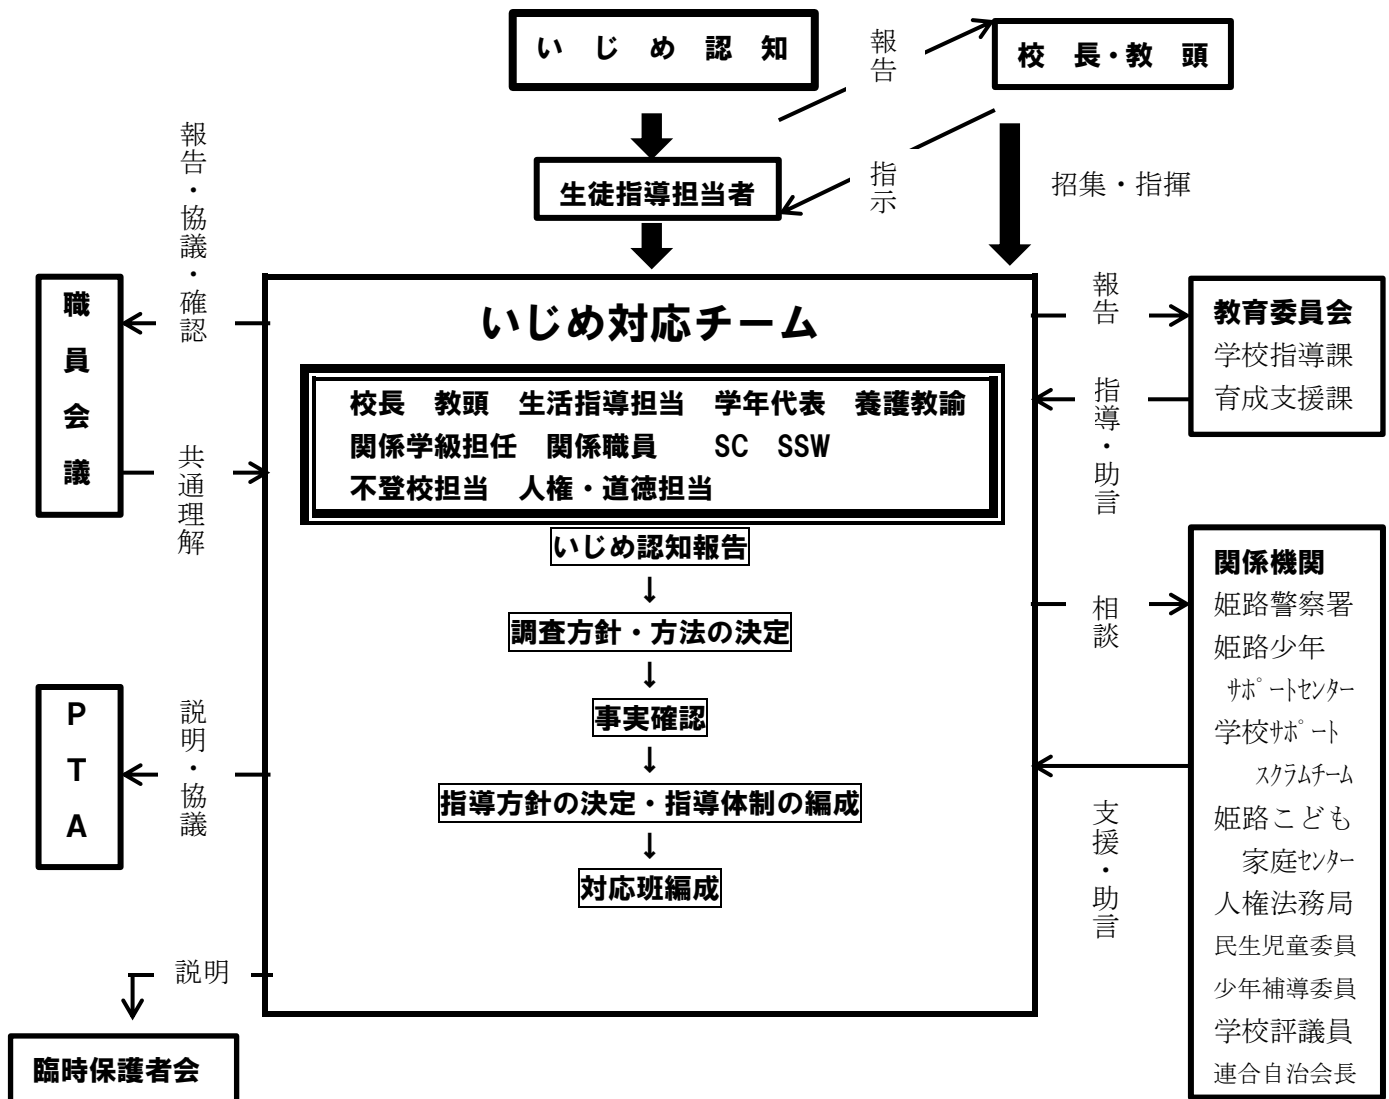 い じ め 認 知
報告
校 長・教 頭
生徒指導担当者
指示
招集・指揮
報告・協議・確認
職員会議
共通理解
いじめ対応チーム
校長 教頭 生活指導担当 学年代表 養護教諭
関係学級担任 関係職員 SC SSW
不登校担当 人権・道徳担当
いじめ認知報告
↓
調査方針・方法の決定
↓
事実確認
↓
指導方針の決定・指導体制の編成
↓
対応班編成
報告
教育委員会
学校指導課
育成支援課
指導・助言
相談
関係機関
姫路警察署
姫路少年
ｻﾎﾟｰﾄｾﾝﾀｰ
学校ｻﾎﾟｰﾄ
ｽｸﾗﾑﾁｰﾑ
姫路こども
家庭ｾﾝﾀｰ
人権法務局
民生児童委員
少年補導委員
学校評議員
連合自治会長
支援・助言
PTA
説明・協議
説明
臨時保護者会